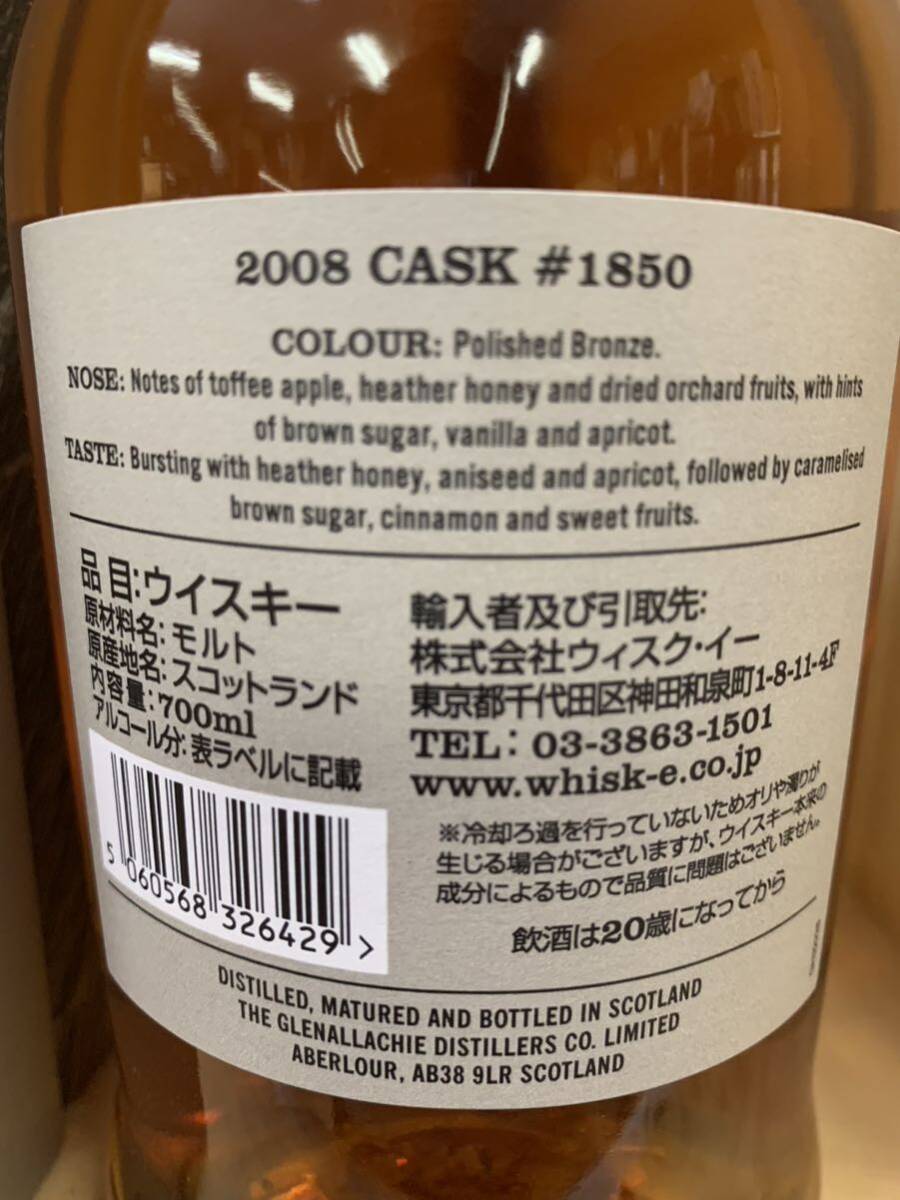 2008 CASK #1850
COLOUR: Polished Bronze.
NOSE: Notes of toffee apple, heather honey and dried orchard fruits, with hints
of brown sugar, vanilla and apricot.
TASTE: Bursting with heather honey, aniseed and apricot, followed by caramelised
brown sugar, cinnamon and sweet fruits.
品目:ウイスキー
原材料名:モルト
原産地名:スコットランド
内容量:700ml
アルコール分:表ラベルに記載
5 060568 326429 >
輸入者及び引取先:
株式会社ウィスク・イー
東京都千代田区神田和泉町1-8-11-4F
TEL: 03-3863-1501
www.whisk-e.co.jp
※冷却ろ過を行っていないためオリや濁りが
生じる場合がございますが、ウイスキー本来の
成分によるもので品質に問題はございません。
飲酒は20歳になってから
DISTILLED, MATURED AND BOTTLED IN SCOTLAND
THE GLENALLACHIE DISTILLERS CO. LIMITED
ABERLOUR, AB38 9LR SCOTLAND